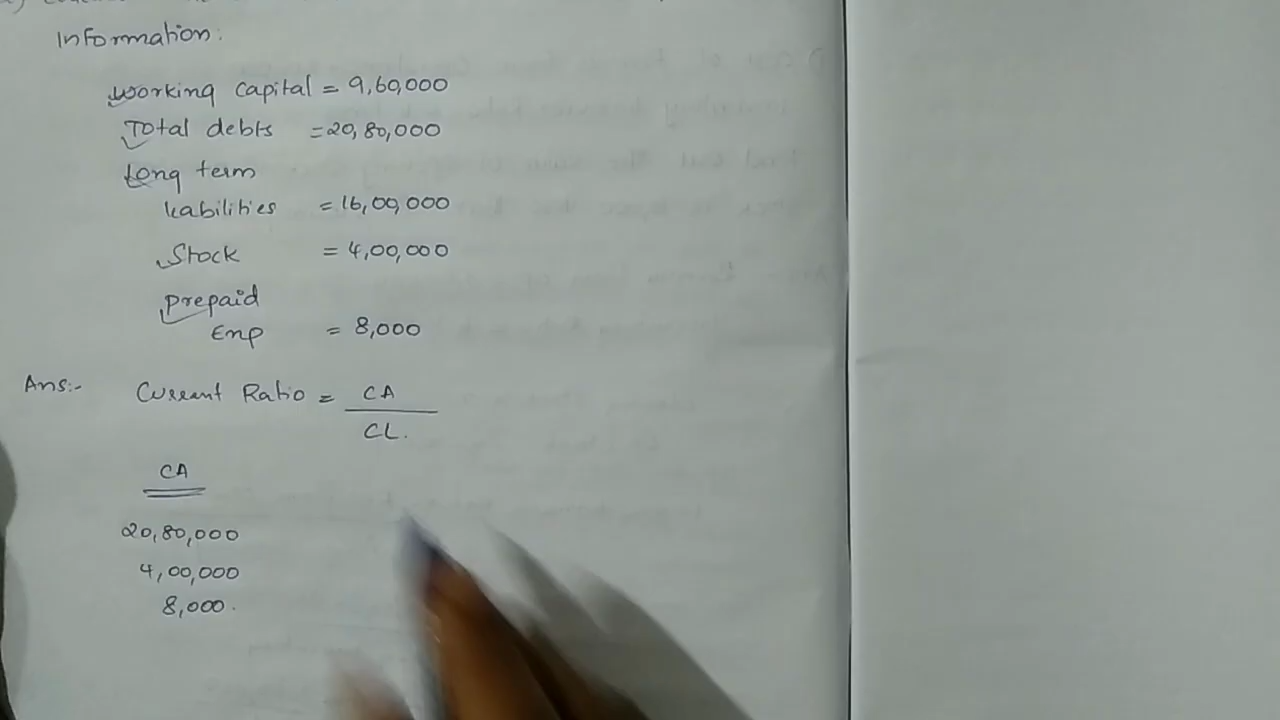 Information:
Working Capital = 9,60,000
Total debts = 20,80,000
Long term
liabilities = 16,00,000
Stock = 4,00,000
Prepaid
Exp = 8,000
Ans:- Current Ratio = CA
CL.
CA
20,80,000
4,00,000
8,000.